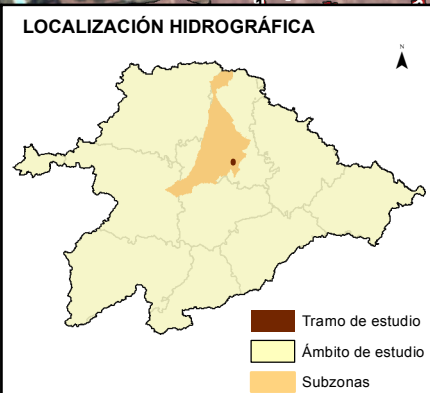 LOCALIZACIÓN HIDROGRÁFICA
N
Tramo de estudio
Ámbito de estudio
Subzonas